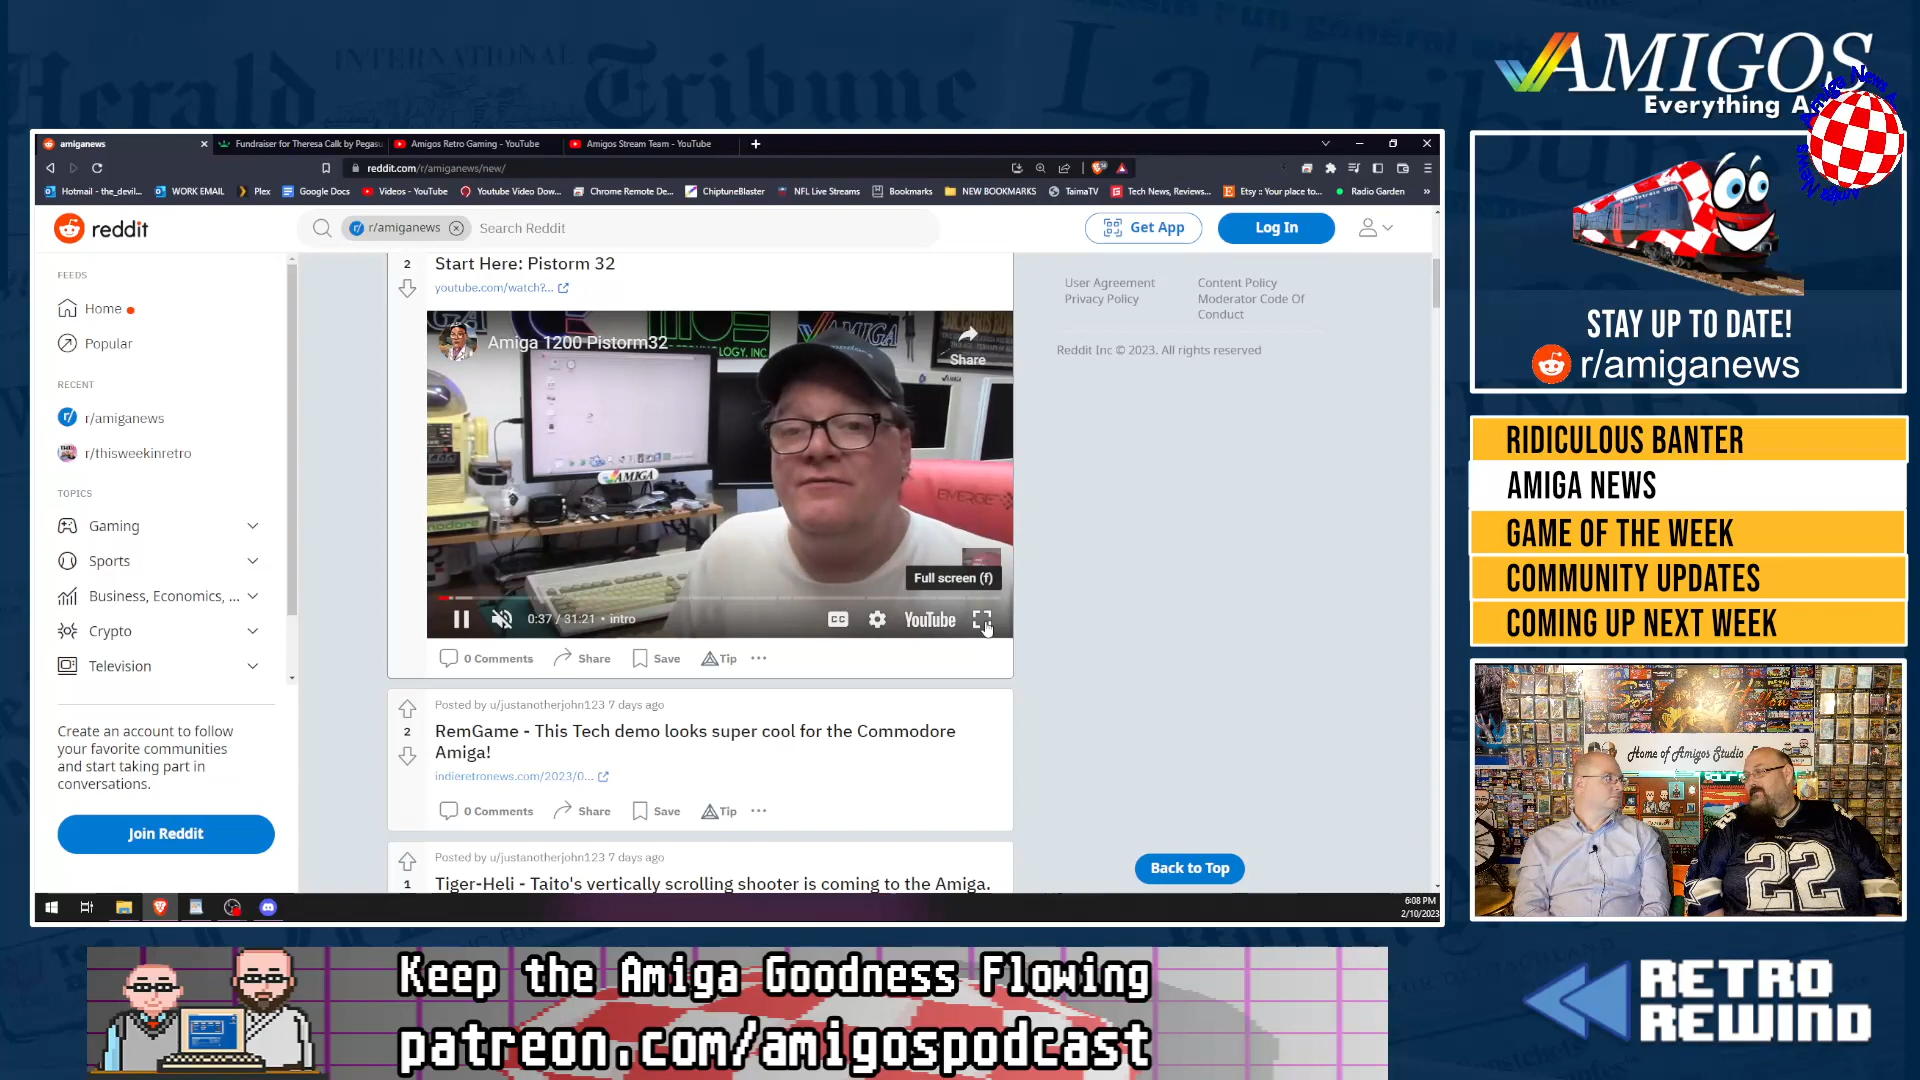 Herald
INTERNATIONAL
Tribune
La Tribune
AMIGOS
Everything A
Amiga News A
amiganews
Fundraiser for Theresa Calk by Pegasu
Amigos Retro Gaming - YouTube
Amigos Stream Team - YouTube
reddit.com/r/amiganews/new/
Hotmail - the_devil...
WORK EMAIL
Plex
Google Docs
Videos - YouTube
Youtube Video Dow...
Chrome Remote De...
ChiptuneBlaster
NFL Live Streams
Bookmarks
NEW BOOKMARKS
TaimaTV
Tech News, Reviews...
Etsy :: Your place to...
Radio Garden
reddit
r/amiganews
Search Reddit
Get App
Log In
FEEDS
Home
Popular
RECENT
r/amiganews
r/thisweekinretro
TOPICS
Gaming
Sports
Business, Economics, ...
Crypto
Television
Create an account to follow
your favorite communities
and start taking part in
conversations.
Join Reddit
2
Start Here: Pistorm 32
youtube.com/watch?...
Amiga 1200 Pistorm32
Share
AMIGA
Full screen (f)
0:37 / 31:21 • intro
CC
YouTube
0 Comments
Share
Save
Tip
Posted by u/justanotherjohn123 7 days ago
2
RemGame - This Tech demo looks super cool for the Commodore
Amiga!
indieretronews.com/2023/0...
0 Comments
Share
Save
Tip
Posted by u/justanotherjohn123 7 days ago
1
Tiger-Heli - Taito's vertically scrolling shooter is coming to the Amiga.
User Agreement
Privacy Policy
Content Policy
Moderator Code Of
Conduct
Reddit Inc © 2023. All rights reserved
Back to Top
6:08 PM
2/10/2023
STAY UP TO DATE!
r/amiganews
RIDICULOUS BANTER
AMIGA NEWS
GAME OF THE WEEK
COMMUNITY UPDATES
COMING UP NEXT WEEK
Home of Amigos Studio
22
Keep the Amiga Goodness Flowing
patreon.com/amigospodcast
RETRO
REWIND